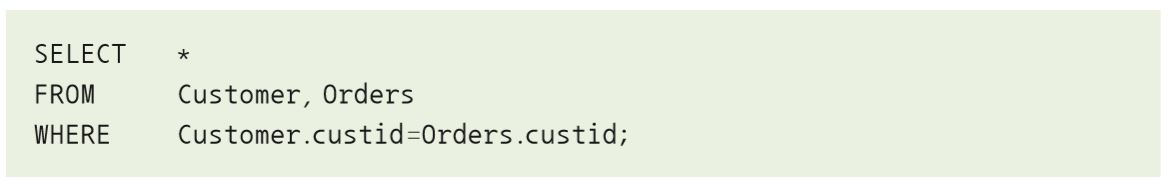 SELECT *
FROM Customer, Orders
WHERE Customer.custid=Orders.custid;